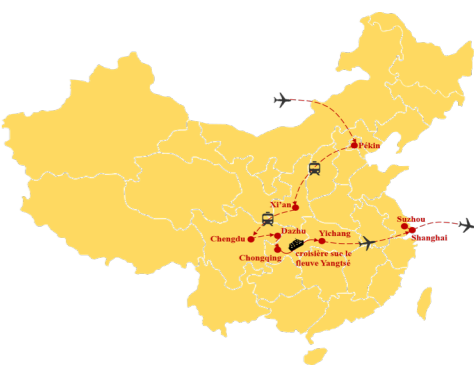 Pékin
Xi'an
Suzhou
Shanghai
Dazhu
Yichang
Chengdu
Chongqing
croisière sue le
fleuve Yangtsé